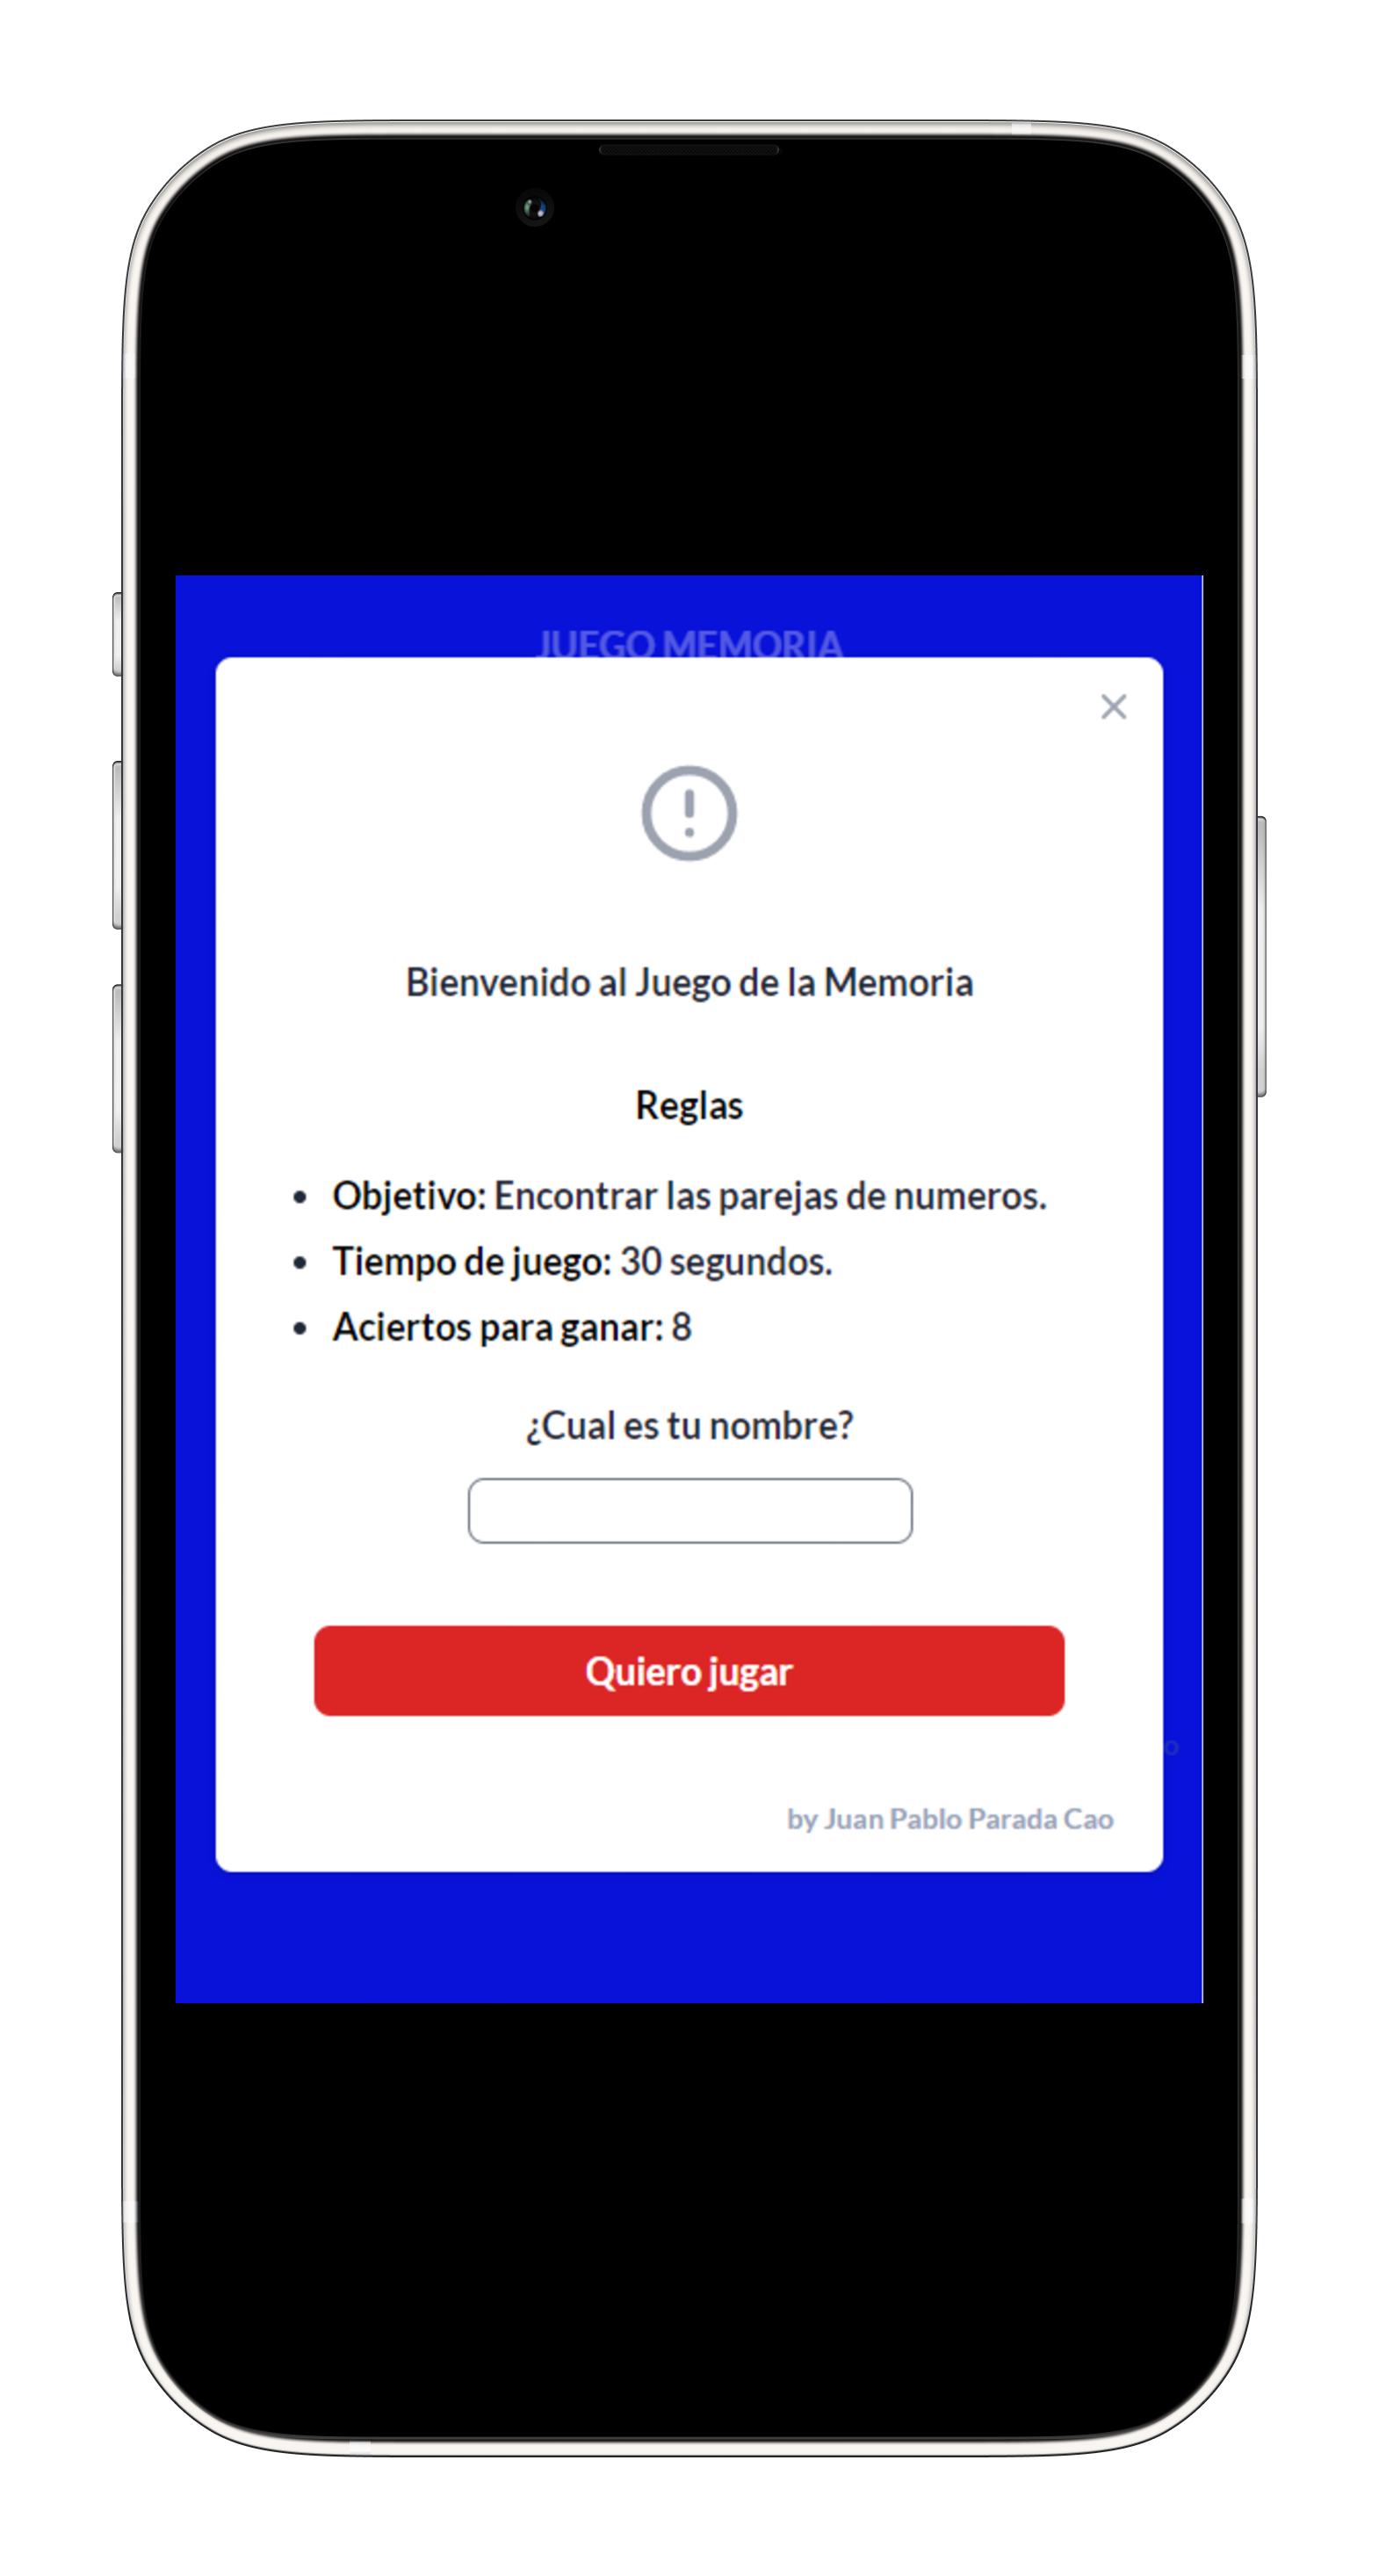 JUEGO MEMORIA
Bienvenido al Juego de la Memoria
Reglas
• Objetivo: Encontrar las parejas de numeros.
• Tiempo de juego: 30 segundos.
• Aciertos para ganar: 8
¿Cual es tu nombre?
Quiero jugar
o
by Juan Pablo Parada Cao